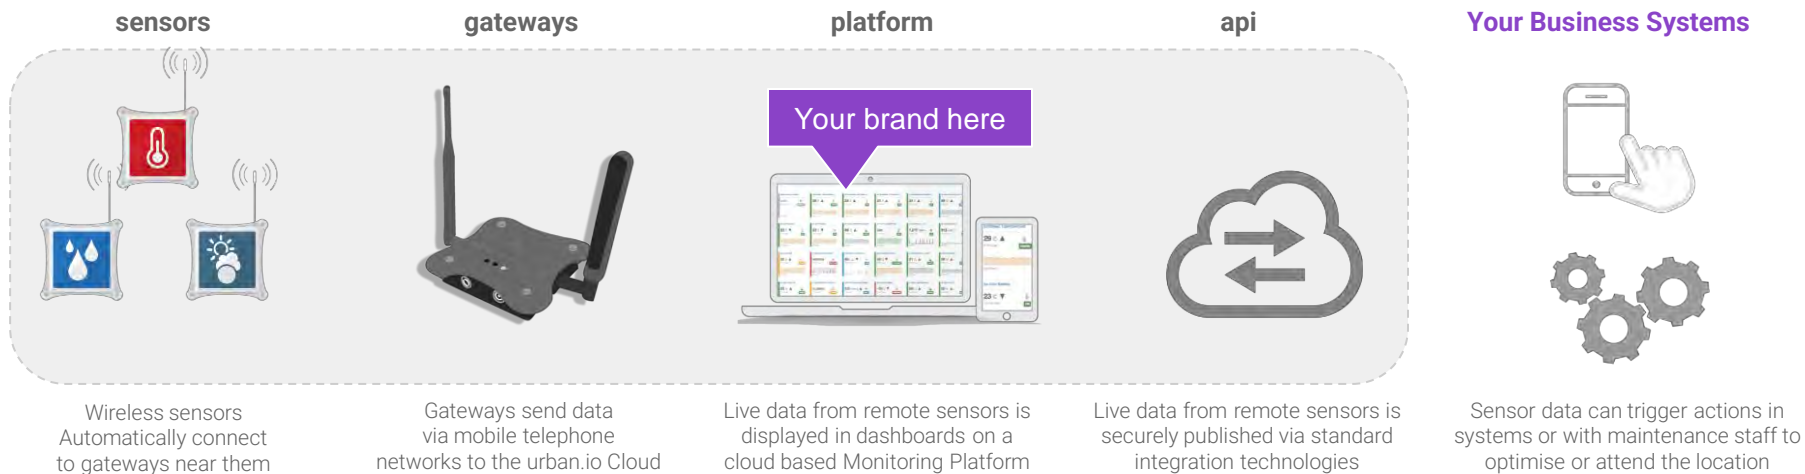 sensors
gateways
platform
api
Your Business Systems
Your brand here
Wireless sensors
Automatically connect
to gateways near them
Gateways send data
via mobile telephone
networks to the urban.io Cloud
Live data from remote sensors is
displayed in dashboards on a
cloud based Monitoring Platform
Live data from remote sensors is
securely published via standard
integration technologies
Sensor data can trigger actions in
systems or with maintenance staff to
optimise or attend the location